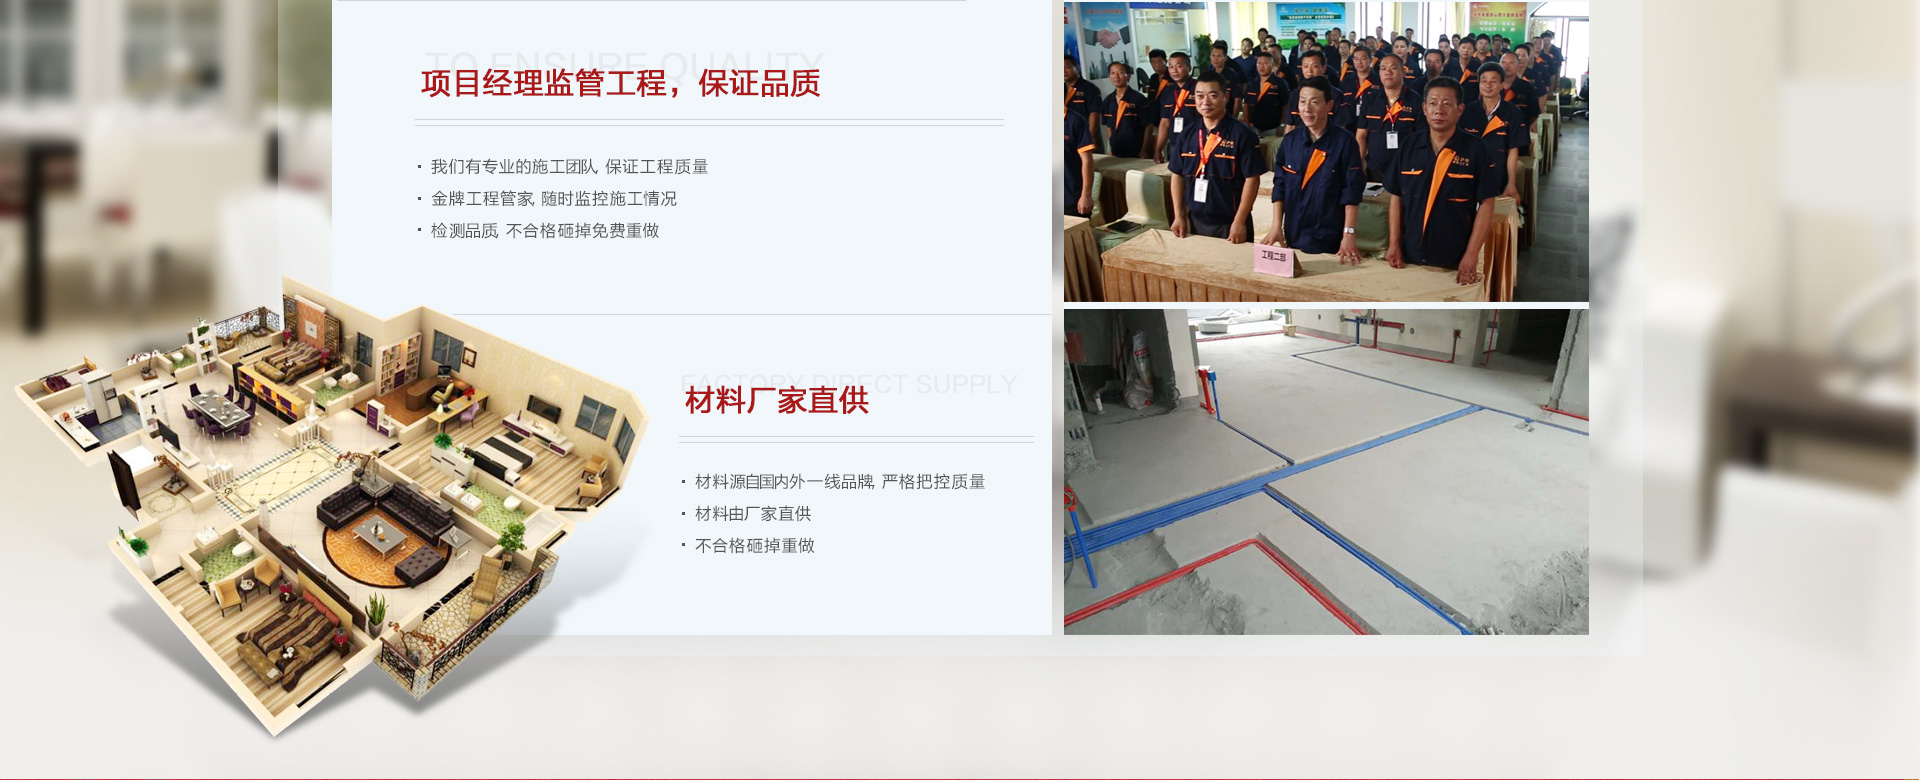 TO ENSURE QUALITY
项目经理监管工程，保证品质
· 我们有专业的施工团队, 保证工程质量
· 金牌工程管家, 随时监控施工情况
· 检测品质, 不合格砸掉免费重做
FACTORY DIRECT SUPPLY
材料厂家直供
· 材料源自国内外一线品牌, 严格把控质量
· 材料由厂家直供
· 不合格砸掉重做
工程二部